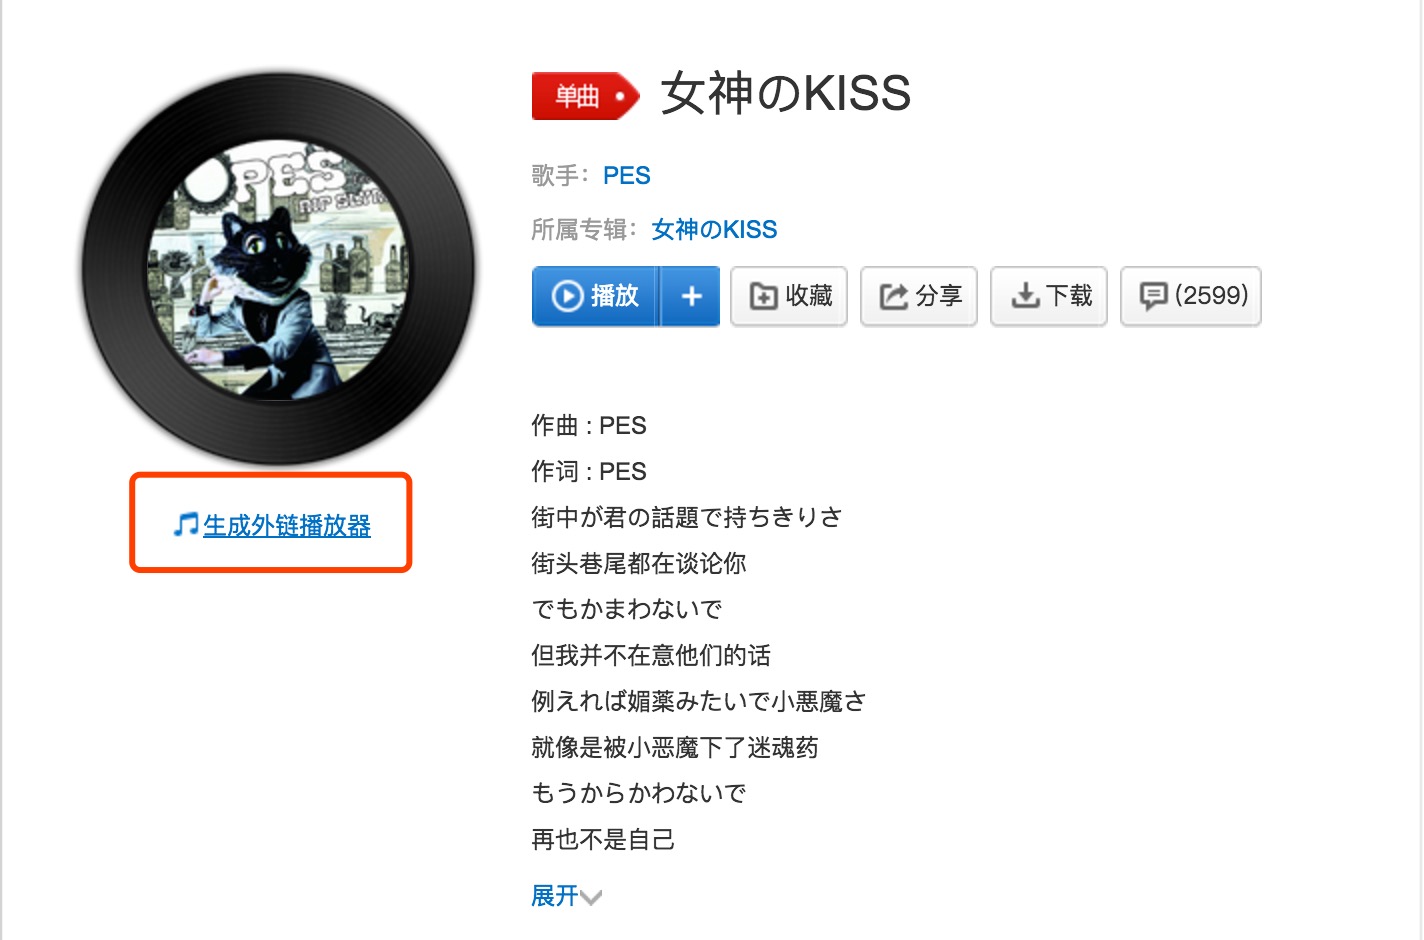 单曲
女神のKISS
歌手： PES
所属专辑： 女神のKISS
播放 +
收藏
分享
下载
(2599)
PES
RIP SLYM
生成外链播放器
作曲 : PES
作词 : PES
街中が君の話題で持ちきりさ
街头巷尾都在谈论你
でもかまわないで
但我并不在意他们的话
例えれば媚薬みたいで小悪魔さ
就像是被小恶魔下了迷魂药
もうからかわないで
再也不是自己
展开